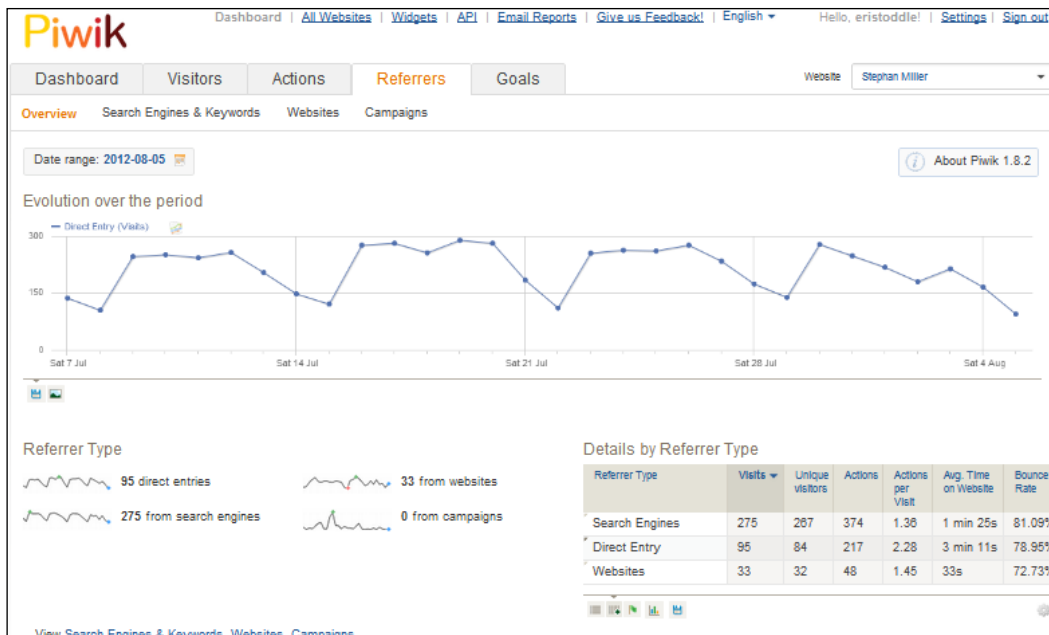 Dashboard | All Websites | Widgets | API | Email Reports | Give us Feedback! | English Hello, eristoddle! | Settings | Sign out
Piwik
Dashboard Visitors Actions Referrers Goals Website Stephan Miller
Overview Search Engines & Keywords Websites Campaigns
Date range: 2012-08-05 About Piwik 1.8.2
Evolution over the period
Direct Entry (Visits)
300
150
0
Sat 7 Jul Sat 14 Jul Sat 21 Jul Sat 28 Jul Sat 4 Aug
Referrer Type
95 direct entries 33 from websites
275 from search engines 0 from campaigns
Details by Referrer Type
Referrer Type Visits Unique visitors Actions Actions per Visit Avg. Time on Website Bounce Rate
Search Engines 275 267 374 1.36 1 min 25s 81.09%
Direct Entry 95 84 217 2.28 3 min 11s 78.95%
Websites 33 32 48 1.45 33s 72.73%
View Search Engines & Keywords, Websites, Campaigns